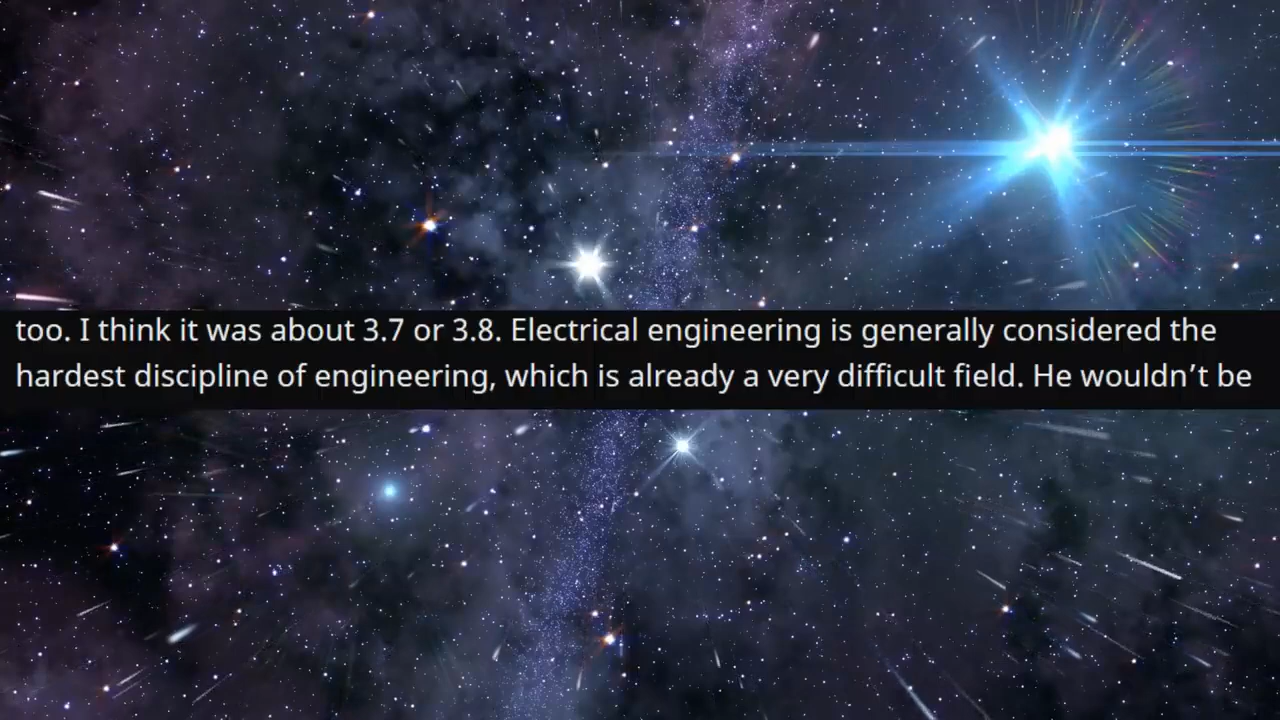 too. I think it was about 3.7 or 3.8. Electrical engineering is generally considered the
hardest discipline of engineering, which is already a very difficult field. He wouldn’t be